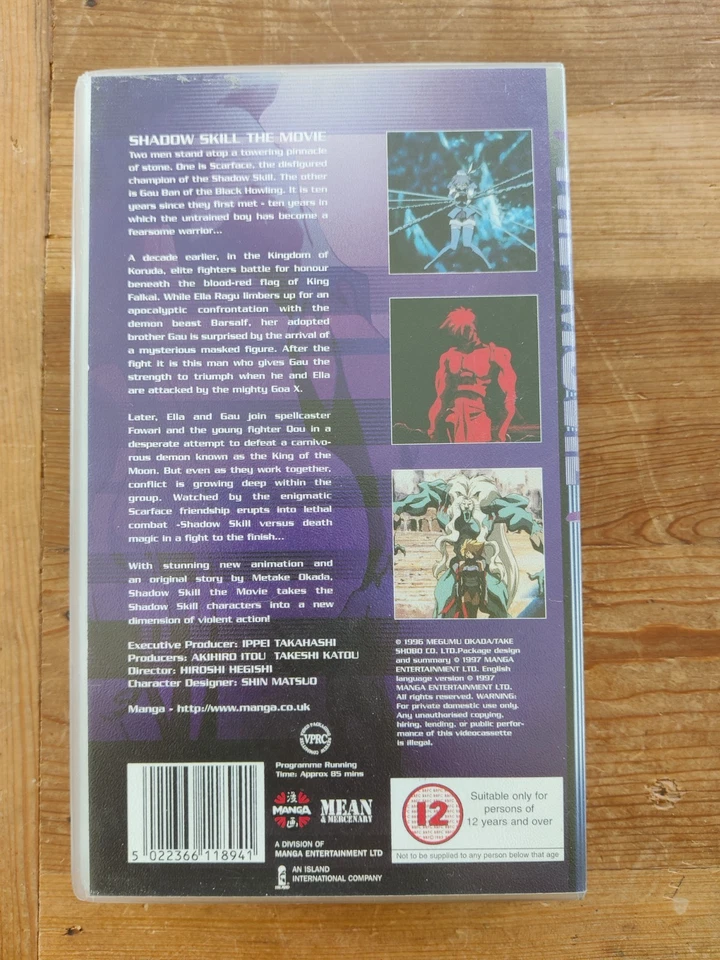 SHADOW SKILL THE MOVIE
Two men stand atop a towering pinnacle
of stone. One is Scarface, the disfigured
champion of the Shadow Skill. The other
is Gau Ban of the Black Howling. It is ten
years since they first met - ten years in
which the untrained boy has become a
fearsome warrior...
A decade earlier, in the Kingdom of
Koruda, elite fighters battle for honour
beneath the blood-red flag of King
Falkai. While Ella Ragu limbers up for an
apocalyptic confrontation with the
demon beast Barsalf, her adopted
brother Gau is surprised by the arrival of
a mysterious masked figure. After the
fight it is this man who gives Gau the
strength to triumph when he and Ella
are attacked by the mighty Goa X.
Later, Ella and Gau join spellcaster
Fowari and the young fighter Dou in a
desperate attempt to defeat a carnivo-
rous demon known as the King of the
Moon. But even as they work together,
conflict is growing deep within the
group. Watched by the enigmatic
Scarface friendship erupts into lethal
combat -Shadow Skill versus death
magic in a fight to the finish...
With stunning new animation and
an original story by Metake Okada,
Shadow Skill the Movie takes the
Shadow Skill characters into a new
dimension of violent action!
Executive Producer: IPPEI TAKAHASHI
Producers: AKIHIRO ITOU TAKESHI KATOU
Director: HIROSHI HEGISHI
Character Designer: SHIN MATSUO
Manga - http://www.manga.co.uk
© 1996 MEGUMU OKADA/TAKE
SHOBO CO. LTD.Package design
and summary © 1997 MANGA
ENTERTAINMENT LTD. English
language version © 1997
MANGA ENTERTAINMENT LTD.
All rights reserved. WARNING:
For private domestic use only.
Any unauthorised copying,
hiring, lending, or public perfor-
mance of this videocassette
is illegal.
VPRC
Programme Running
Time: Approx 85 mins
5 022366 118941
漫
MANGA
画
MEAN
& MERCENARY
A DIVISION OF
MANGA ENTERTAINMENT LTD
AN ISLAND
INTERNATIONAL COMPANY
12
Suitable only for
persons of
12 years and over
Not to be supplied to any person below that age